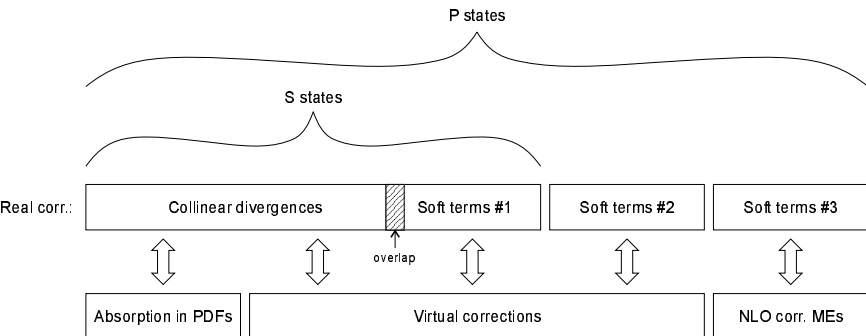 P states
S states
Real corr.:
Collinear divergences
Soft terms #1
Soft terms #2
Soft terms #3
overlap
Absorption in PDFs
Virtual corrections
NLO corr. MEs